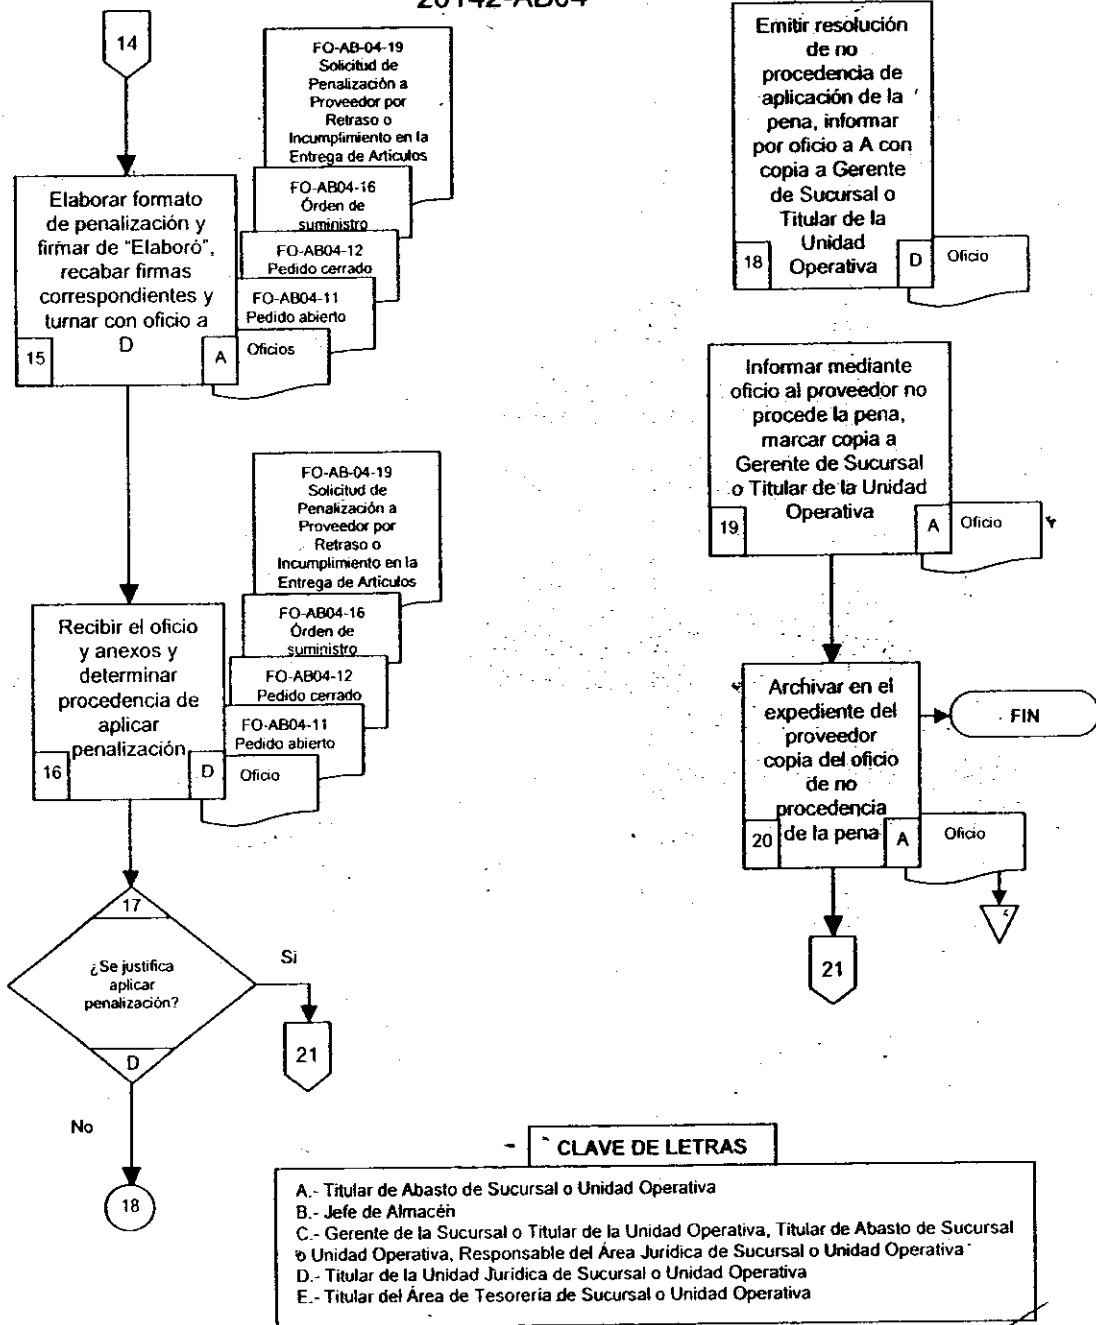 20142-AB04
14
FO-AB-04-19
Solicitud de
Penalización a
Proveedor por
Retraso o
Incumplimiento en la
Entrega de Artículos
FO-AB04-16
Órden de
suministro
FO-AB04-12
Pedido cerrado
FO-AB04-11
Pedido abierto
Oficios
Elaborar formato
de penalización y
firmar de "Elaboró",
recabar firmas
correspondientes y
turnar con oficio a
D
15
A
FO-AB-04-19
Solicitud de
Penalización a
Proveedor por
Retraso o
Incumplimiento en la
Entrega de Artículos
FO-AB04-16
Órden de
suministro
FO-AB04-12
Pedido cerrado
FO-AB04-11
Pedido abierto
Oficio
Recibir el oficio
y anexos y
determinar
procedencia de
aplicar
penalización
16
D
17
¿Se justifica
aplicar
penalización?
D
Si
21
No
18
Emitir resolución
de no
procedencia de
aplicación de la
pena, informar
por oficio a A con
copia a Gerente
de Sucursal o
Titular de la
Unidad
Operativa
18
D
Oficio
Informar mediante
oficio al proveedor no
procede la pena,
marcar copia a
Gerente de Sucursal
o Titular de la Unidad
Operativa
19
A
Oficio
Archivar en el
expediente del
proveedor
copia del oficio
de no
procedencia
de la pena
20
A
Oficio
FIN
21
CLAVE DE LETRAS
A.- Titular de Abasto de Sucursal o Unidad Operativa
B.- Jefe de Almacén
C.- Gerente de la Sucursal o Titular de la Unidad Operativa, Titular de Abasto de Sucursal
o Unidad Operativa, Responsable del Área Jurídica de Sucursal o Unidad Operativa
D.- Titular de la Unidad Jurídica de Sucursal o Unidad Operativa
E.- Titular del Área de Tesorería de Sucursal o Unidad Operativa